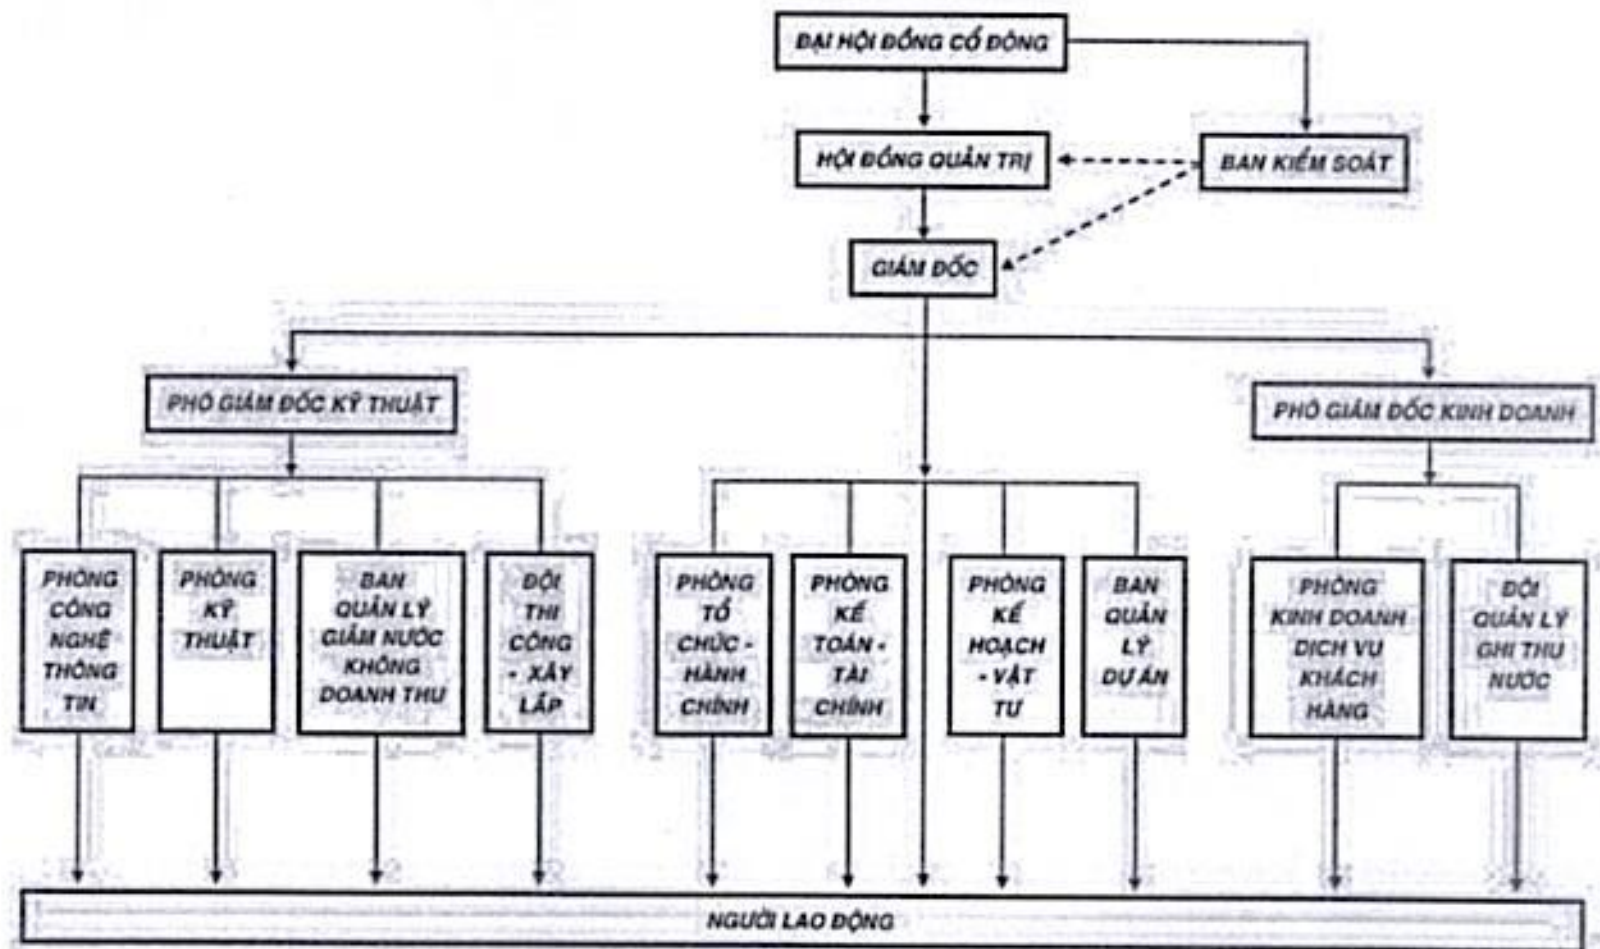 ĐẠI HỘI ĐỒNG CỔ ĐÔNG
HỘI ĐỒNG QUẢN TRỊ
BAN KIỂM SOÁT
GIÁM ĐỐC
PHÓ GIÁM ĐỐC KỸ THUẬT
PHÓ GIÁM ĐỐC KINH DOANH
PHÒNG
CÔNG
NGHỆ
THÔNG
TIN
PHÒNG
KỸ
THUẬT
BAN
QUẢN LÝ
GIẢM NƯỚC
KHÔNG
DOANH THU
ĐỘI
THI
CÔNG
- XÂY
LẮP
PHÒNG
TỔ
CHỨC -
HÀNH
CHÍNH
PHÒNG
KẾ
TOÁN -
TÀI
CHÍNH
PHÒNG
KẾ
HOẠCH
- VẬT
TƯ
BAN
QUẢN
LÝ
DỰ ÁN
PHÒNG
KINH DOANH
DỊCH VỤ
KHÁCH
HÀNG
ĐỘI
QUẢN LÝ
GHI THU
NƯỚC
NGƯỜI LAO ĐỘNG